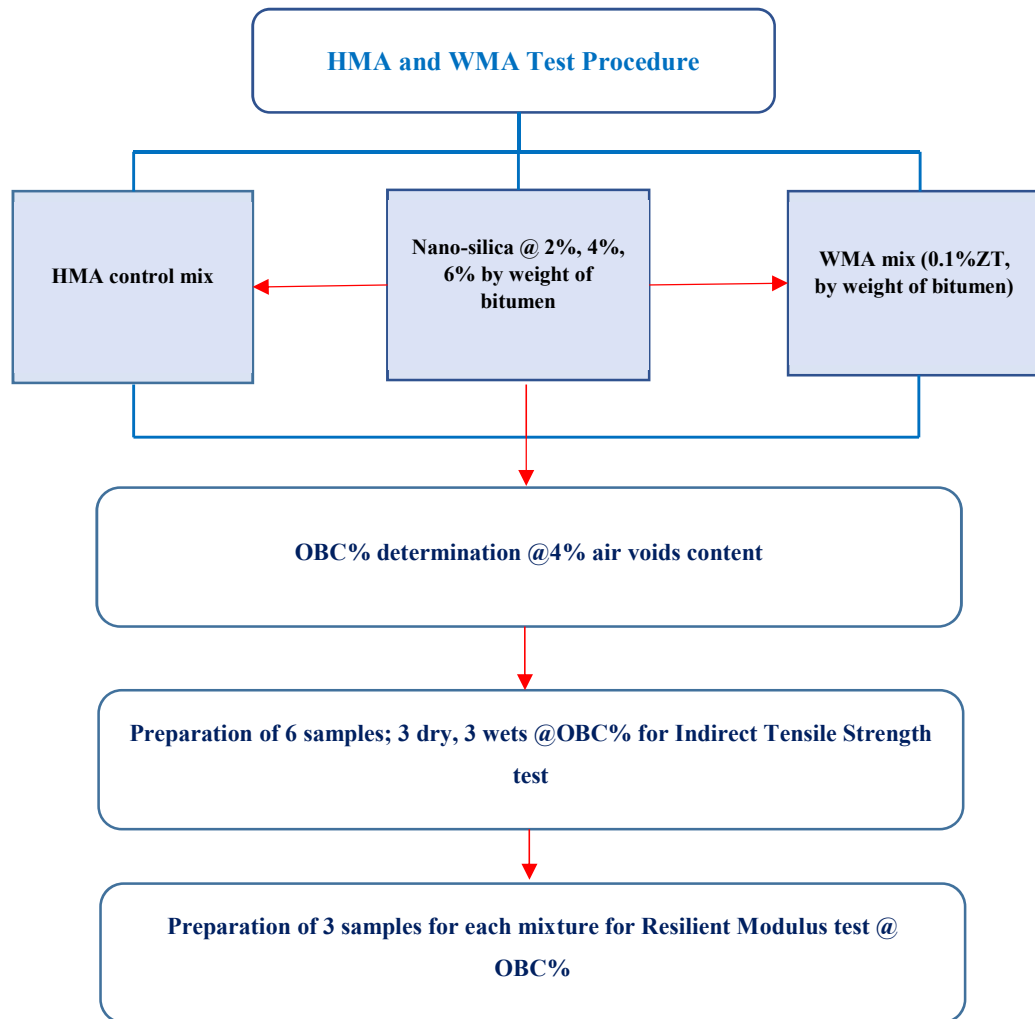 HMA and WMA Test Procedure
HMA control mix
Nano-silica @ 2%, 4%,
6% by weight of
bitumen
WMA mix (0.1%ZT,
by weight of bitumen)
OBC% determination @4% air voids content
Preparation of 6 samples; 3 dry, 3 wets @OBC% for Indirect Tensile Strength
test
Preparation of 3 samples for each mixture for Resilient Modulus test @
OBC%